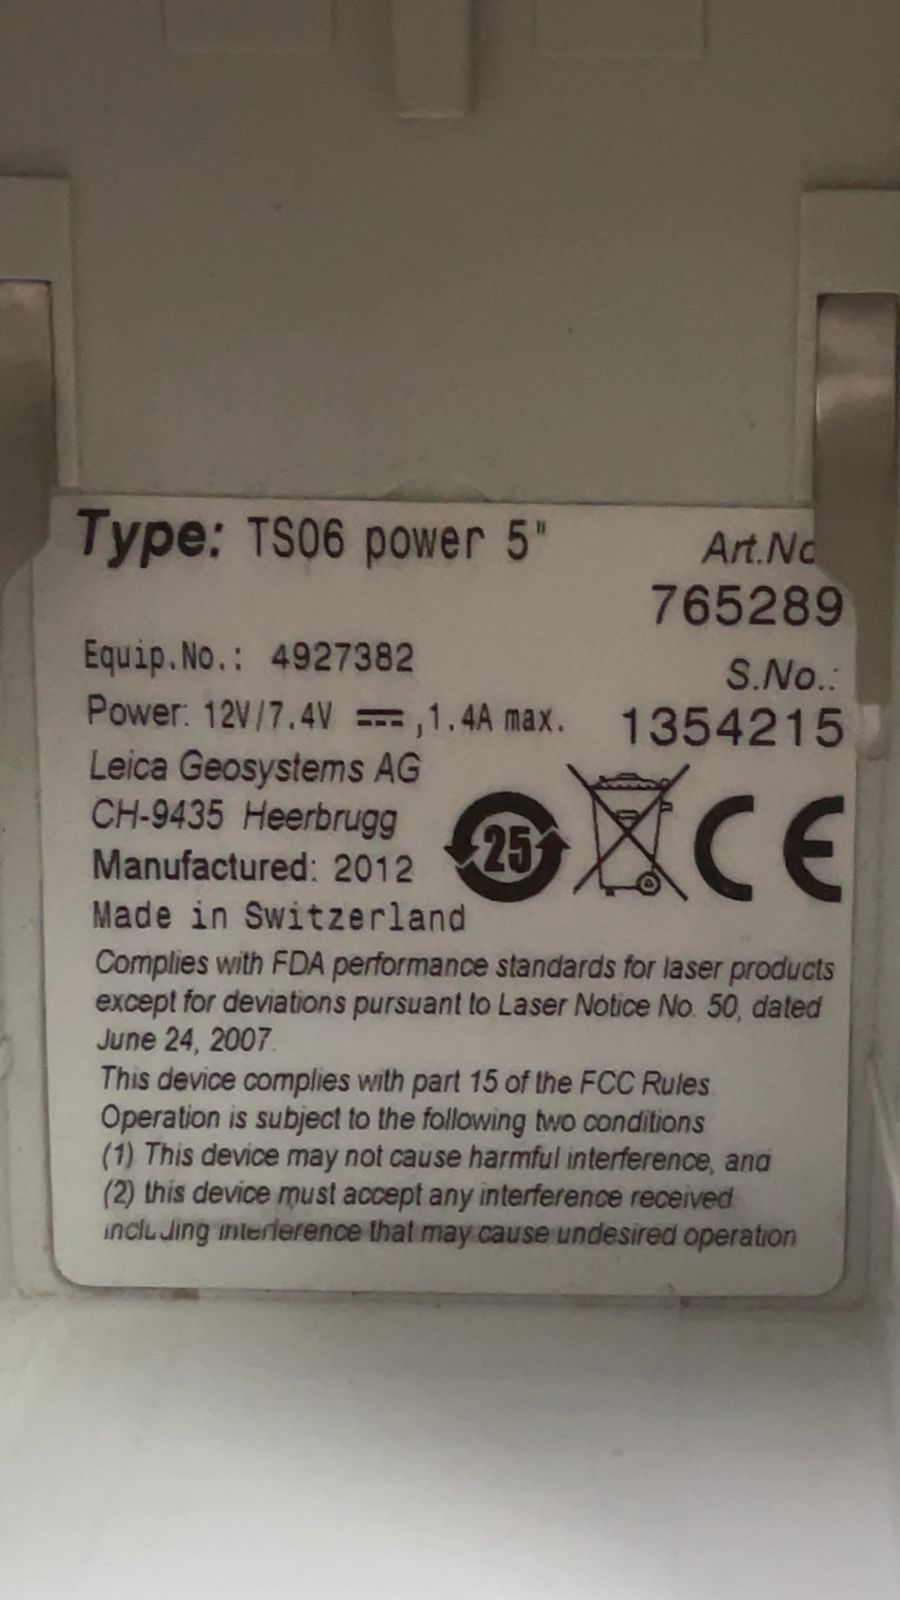 Type: TS06 power 5"
Art.No
765289
Equip.No.: 4927382
S.No.:
Power: 12V/7.4V ⎓ ,1.4A max.
1354215
Leica Geosystems AG
CH-9435 Heerbrugg
25
CE
Manufactured: 2012
Made in Switzerland
Complies with FDA performance standards for laser products
except for deviations pursuant to Laser Notice No. 50, dated
June 24, 2007.
This device complies with part 15 of the FCC Rules
Operation is subject to the following two conditions
(1) This device may not cause harmful interference, and
(2) this device must accept any interference received
including interference that may cause undesired operation